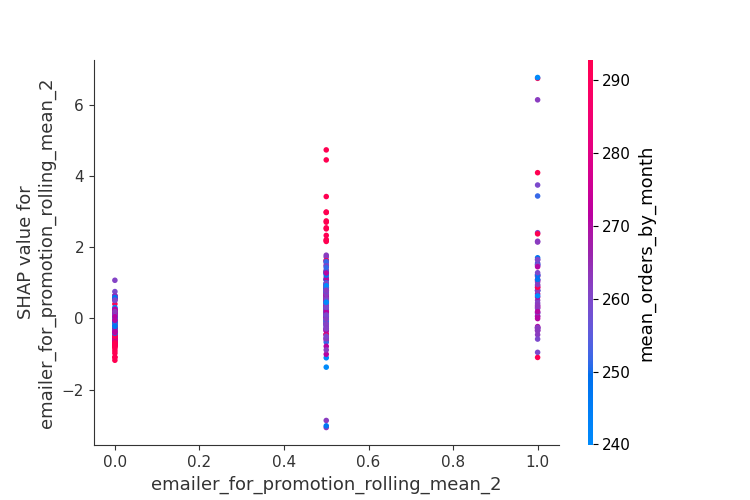 6
4
2
0
−2
SHAP value for
emailer_for_promotion_rolling_mean_2
0.0 0.2 0.4 0.6 0.8 1.0
emailer_for_promotion_rolling_mean_2
290
280
270
260
250
240
mean_orders_by_month